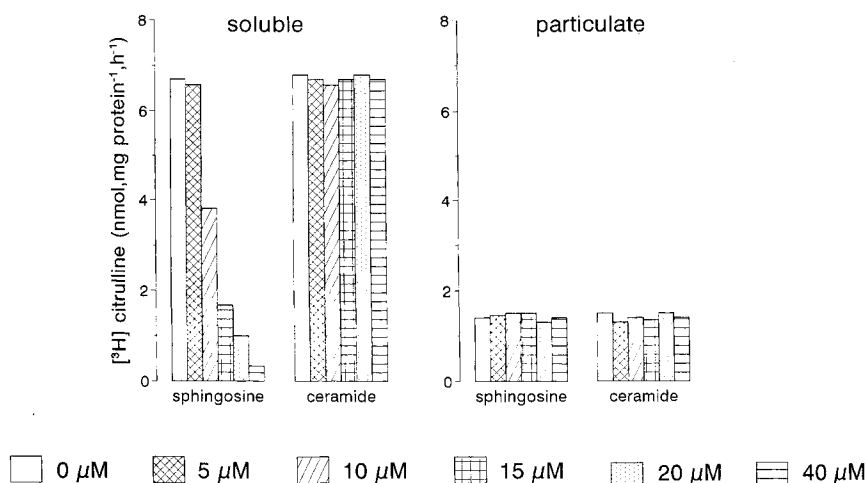 soluble
particulate
[³H] citrulline (nmol,mg protein⁻¹,h⁻¹)
8
6
4
2
0
8
6
4
2
0
sphingosine
ceramide
sphingosine
ceramide
0 µM
5 µM
10 µM
15 µM
20 µM
40 µM